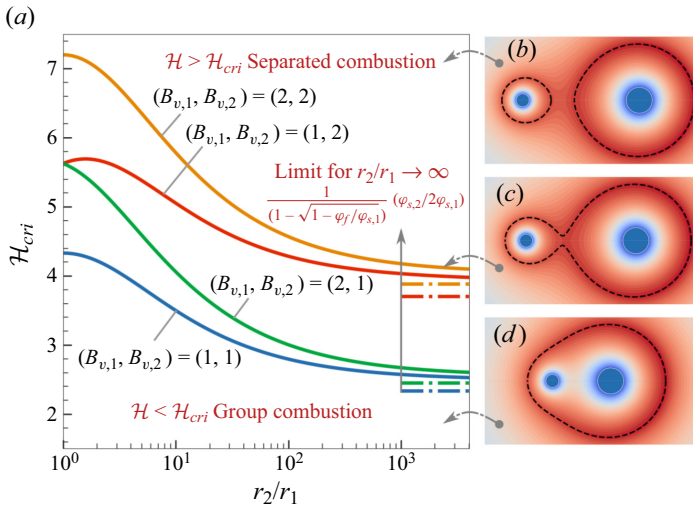 (a)
7
6
5
4
3
2
ℋ_cri
ℋ > ℋ_cri Separated combustion
(B_v,1, B_v,2) = (2, 2)
(B_v,1, B_v,2) = (1, 2)
Limit for r_2/r_1 → ∞
1/(1−√(1−φ_f/φ_s,1)) (φ_s,2/2φ_s,1)
(B_v,1, B_v,2) = (2, 1)
(B_v,1, B_v,2) = (1, 1)
ℋ < ℋ_cri Group combustion
10^0
10^1
10^2
10^3
r_2/r_1
(b)
(c)
(d)